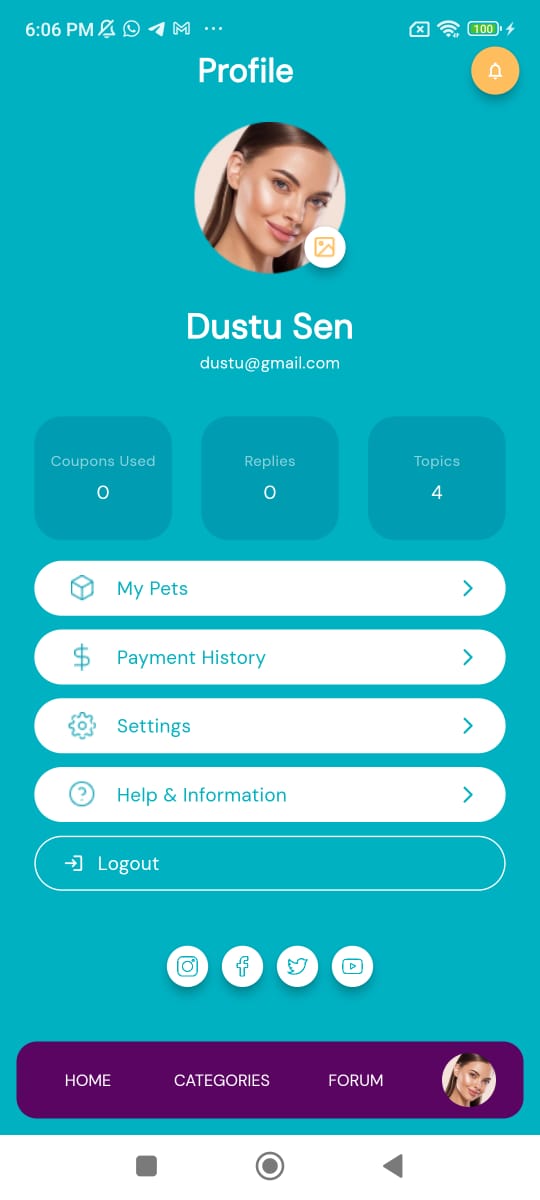 6:06 PM
100
Profile
Dustu Sen
dustu@gmail.com
Coupons Used
Replies
Topics
0
0
4
My Pets
Payment History
Settings
Help & Information
Logout
HOME
CATEGORIES
FORUM